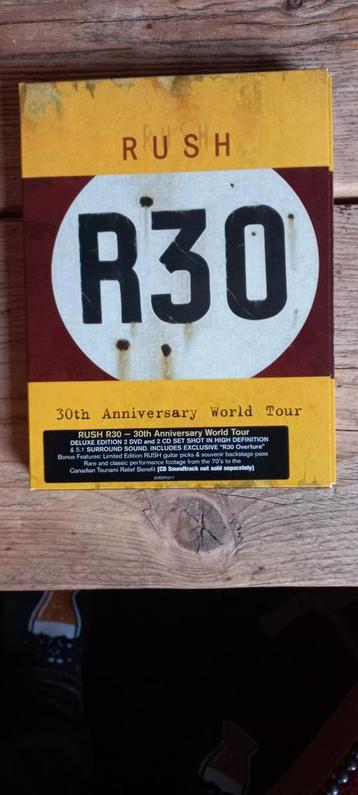 RUSH
R30
30th Anniversary World Tour
RUSH R30 – 30th Anniversary World Tour
DELUXE EDITION 2 DVD and 2 CD SET SHOT IN HIGH DEFINITION
& 5.1 SURROUND SOUND. INCLUDES EXCLUSIVE "R30 Overture"
Bonus Features: Limited Edition RUSH guitar picks & souvenir backstage pass
Rare and classic performance footage from the 70's to the
Canadian Tsunami Relief Benefit (CD Soundtrack not sold separately)